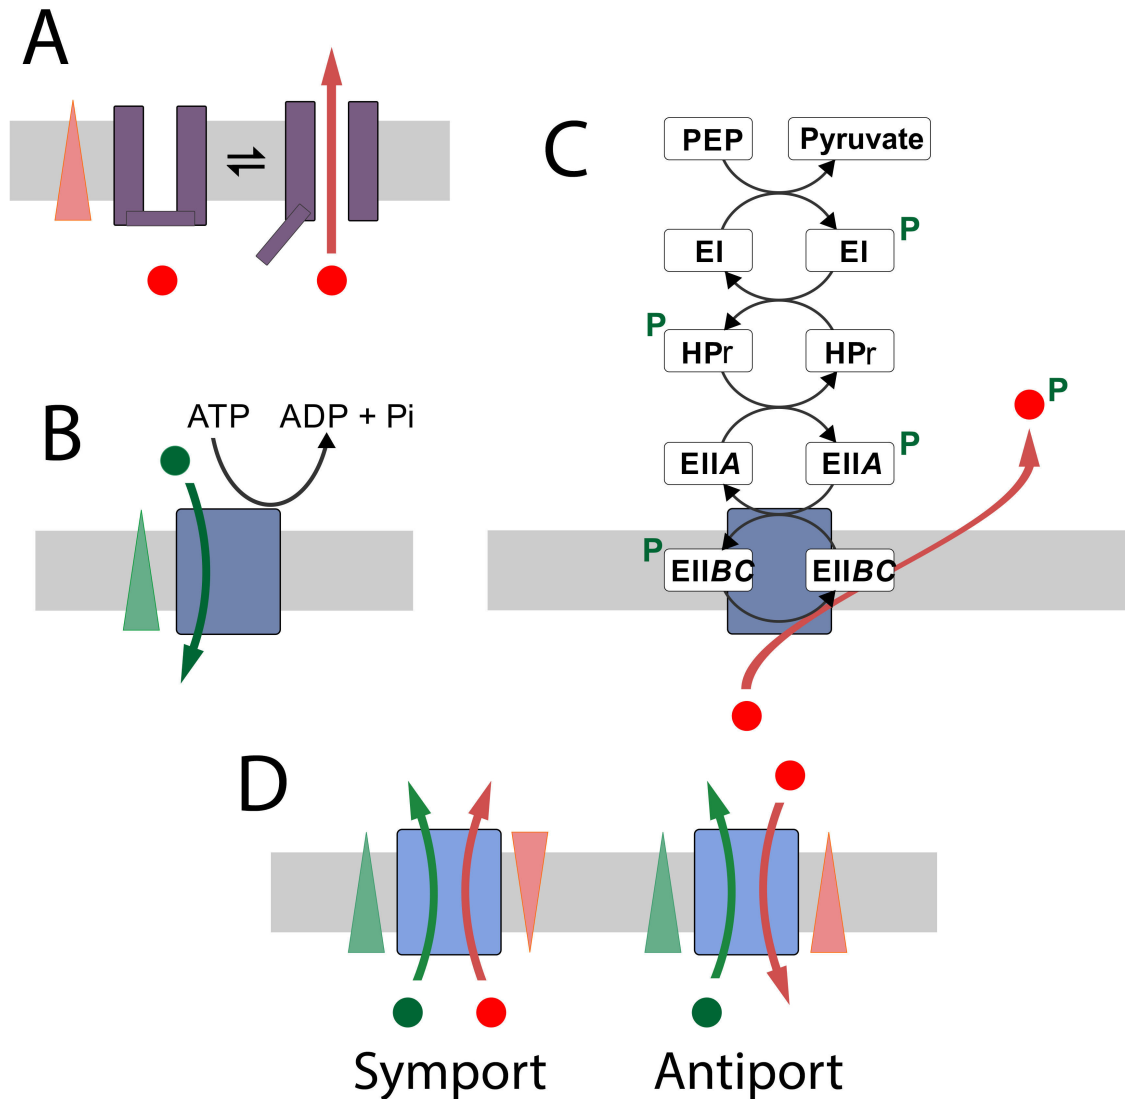 A
B
ATP ADP + Pi
C
PEP Pyruvate
P
EI EI
P
HPr HPr
P
EIIA EIIA
P
P
EIIBC EIIBC
D
Symport Antiport